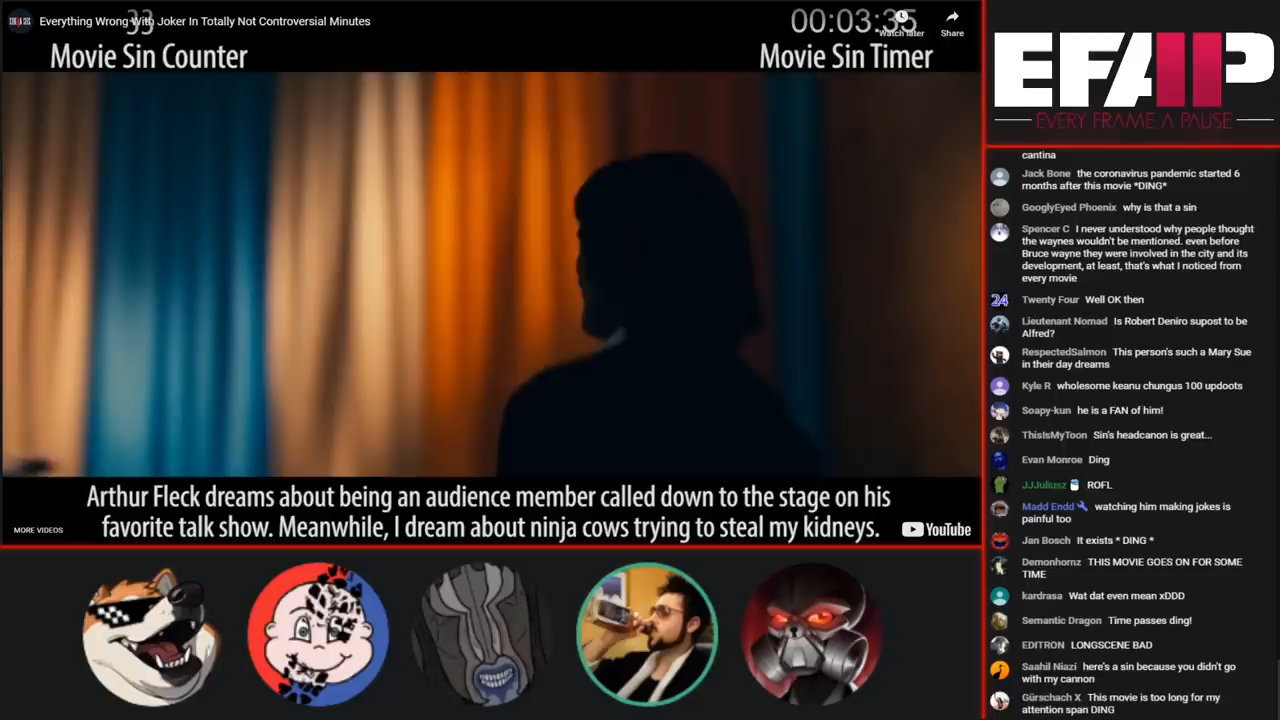 Everything Wrong With Joker In Totally Not Controversial Minutes
33
00:03:35
Watch later
Share
Movie Sin Counter
Movie Sin Timer
Arthur Fleck dreams about being an audience member called down to the stage on his
favorite talk show. Meanwhile, I dream about ninja cows trying to steal my kidneys.
MORE VIDEOS
YouTube
EFAP
EVERY FRAME A PAUSE
cantina
Jack Bone the coronavirus pandemic started 6
months after this movie *DING*
GooglyEyed Phoenix why is that a sin
Spencer C I never understood why people thought
the waynes wouldn't be mentioned. even before
Bruce wayne they were involved in the city and its
development, at least, that's what I noticed from
every movie
24
Twenty Four Well OK then
Lieutenant Nomad Is Robert Deniro supost to be
Alfred?
RespectedSalmon This person's such a Mary Sue
in their day dreams
Kyle R wholesome keanu chungus 100 updoots
Soapy-kun he is a FAN of him!
ThisIsMyToon Sin's headcanon is great...
Evan Monroe Ding
JJJuliusz ROFL
Madd Endd watching him making jokes is
painful too
Jan Bosch It exists * DING *
Demonhornz THIS MOVIE GOES ON FOR SOME
TIME
kardrasa Wat dat even mean xDDD
Semantic Dragon Time passes ding!
EDITRON LONGSCENE BAD
Saahil Niazi here's a sin because you didn't go
with my cannon
Gürschach X This movie is too long for my
attention span DING